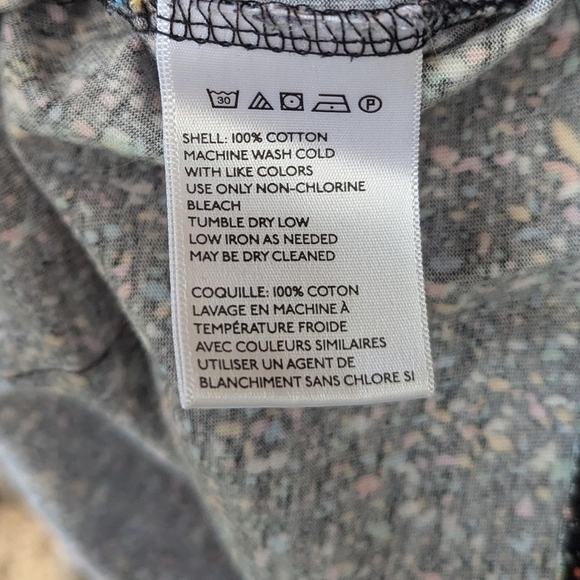 30 P
SHELL: 100% COTTON
MACHINE WASH COLD
WITH LIKE COLORS
USE ONLY NON-CHLORINE
BLEACH
TUMBLE DRY LOW
LOW IRON AS NEEDED
MAY BE DRY CLEANED
COQUILLE: 100% COTON
LAVAGE EN MACHINE À
TEMPÉRATURE FROIDE
AVEC COULEURS SIMILAIRES
UTILISER UN AGENT DE
BLANCHIMENT SANS CHLORE SI